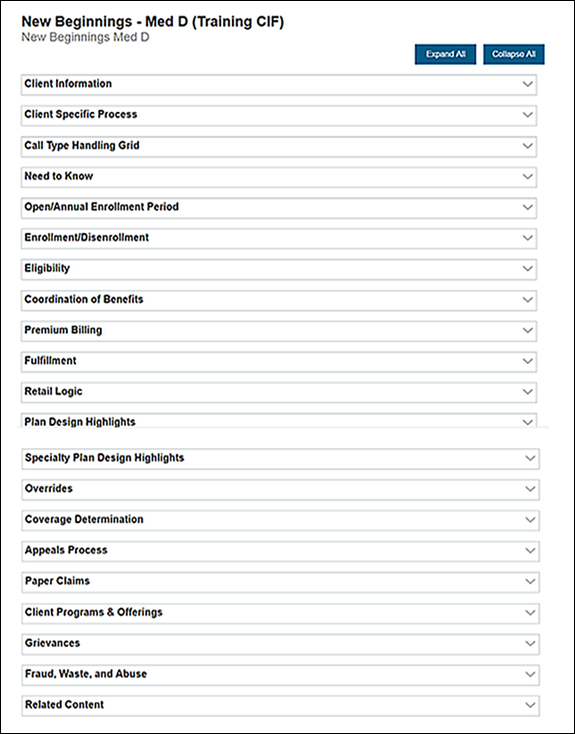 New Beginnings - Med D (Training CIF)
New Beginnings Med D
Expand All Collapse All
Client Information
Client Specific Process
Call Type Handling Grid
Need to Know
Open/Annual Enrollment Period
Enrollment/Disenrollment
Eligibility
Coordination of Benefits
Premium Billing
Fulfillment
Retail Logic
Plan Design Highlights
Specialty Plan Design Highlights
Overrides
Coverage Determination
Appeals Process
Paper Claims
Client Programs & Offerings
Grievances
Fraud, Waste, and Abuse
Related Content